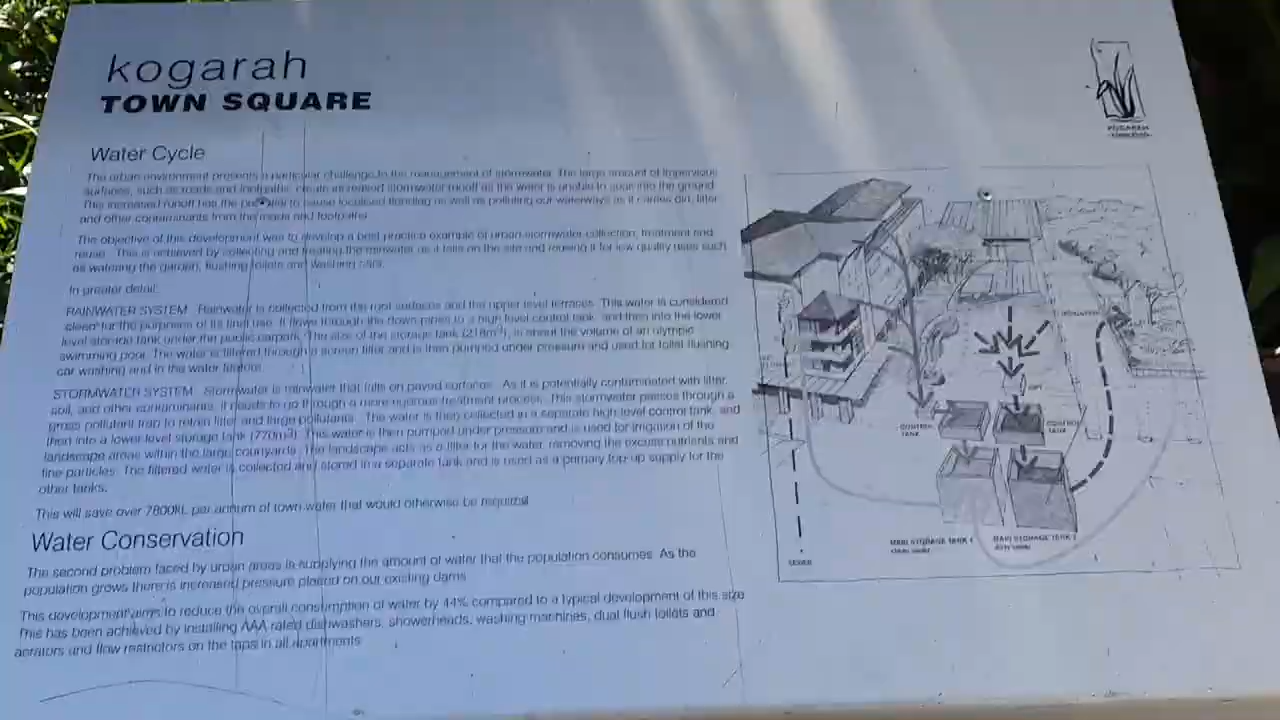 kogarah
TOWN SQUARE
KOGARAH
Water Cycle
The urban environment presents a particular challenge to the management of stormwater. The large amount of impervious
surfaces, such as roads and footpaths, create increased stormwater runoff as the water is unable to soak into the ground.
This increased runoff has the potential to cause localised flooding as well as polluting our waterways as it carries dirt, litter
and other contaminants from the roads and footpaths.
The objective of this development was to develop a best practice example of urban stormwater collection, treatment and
reuse. This is achieved by collecting and treating the rainwater as it falls on the site and reusing it for low quality uses such
as watering the garden, flushing toilets and washing cars.
In greater detail:
RAINWATER SYSTEM Rainwater is collected from the roof surfaces and the upper level terraces. This water is considered
clean for the purposes of its final use. It flows through the down pipes to a high level control tank, and then into the lower
level storage tank under the public carpark. The size of the storage tank (218m³), is about the volume of an olympic
swimming pool. The water is filtered through a screen filter and is then pumped under pressure and used for toilet flushing
car washing and in the water feature.
STORMWATER SYSTEM Stormwater is rainwater that falls on paved surfaces. As it is potentially contaminated with litter,
soil, and other contaminants, it needs to go through a more rigorous treatment process. This stormwater passes through a
gross pollutant trap to retain litter and large pollutants. The water is then collected in a separate high level control tank, and
then into a lower level storage tank (770m³). This water is then pumped under pressure and is used for irrigation of the
landscape areas within the large courtyards. The landscape acts as a filter for the water, removing the excess nutrients and
fine particles. The filtered water is collected and stored in a separate tank and is used as a primary top-up supply for the
other tanks.
This will save over 7800kL per annum of town water that would otherwise be required
Water Conservation
The second problem faced by urban areas is supplying the amount of water that the population consumes. As the
population grows there is increased pressure placed on our existing dams
This development aims to reduce the overall consumption of water by 44% compared to a typical development of this size
This has been achieved by installing AAA rated dishwashers, showerheads, washing machines, dual flush toilets and
aerators and flow restrictors on the taps in all apartments
CONTROL
TANK
CONTROL
TANK
MAIN STORAGE TANK 1
clean water
MAIN STORAGE TANK 2
dirty water
SEWER